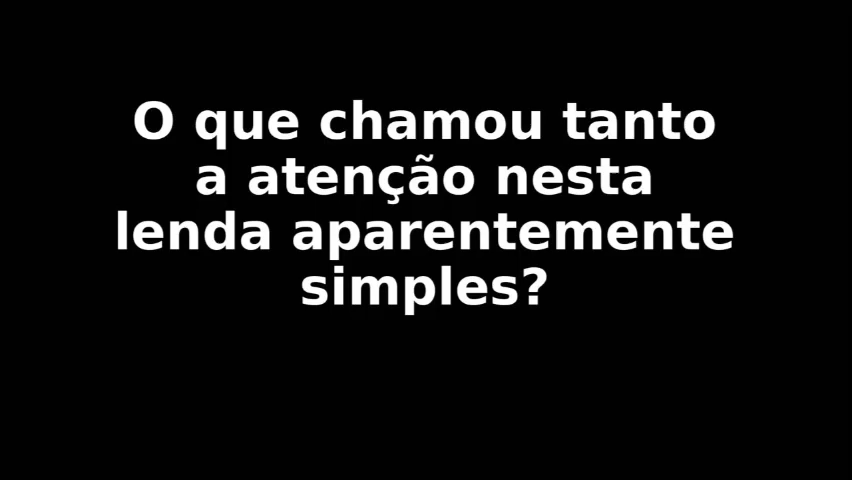 O que chamou tanto
a atenção nesta
lenda aparentemente
simples?